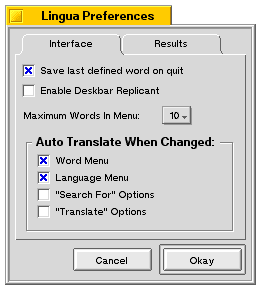 Lingua Preferences
Interface Results
Save last defined word on quit
Enable Deskbar Replicant
Maximum Words In Menu: 10
Auto Translate When Changed:
Word Menu
Language Menu
"Search For" Options
"Translate" Options
Cancel Okay